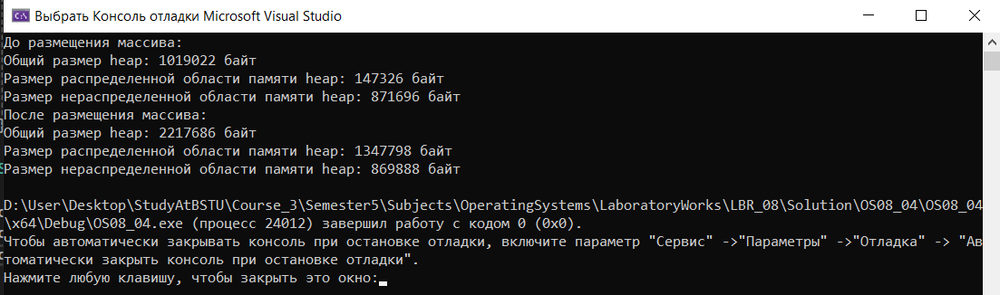 Выбрать Консоль отладки Microsoft Visual Studio
До размещения массива:
Общий размер heap: 1019022 байт
Размер распределенной области памяти heap: 147326 байт
Размер нераспределенной области памяти heap: 871696 байт
После размещения массива:
Общий размер heap: 2217686 байт
Размер распределенной области памяти heap: 1347798 байт
Размер нераспределенной области памяти heap: 869888 байт
D:\User\Desktop\StudyAtBSTU\Course_3\Semester5\Subjects\OperatingSystems\LaboratoryWorks\LBR_08\Solution\OS08_04\OS08_04
\x64\Debug\OS08_04.exe (процесс 24012) завершил работу с кодом 0 (0x0).
Чтобы автоматически закрывать консоль при остановке отладки, включите параметр "Сервис" ->"Параметры" ->"Отладка" -> "Ав
томатически закрыть консоль при остановке отладки".
Нажмите любую клавишу, чтобы закрыть это окно: